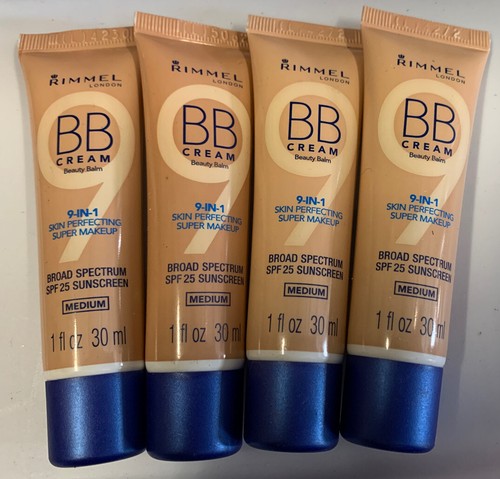 RIMMEL
LONDON
9
BB
CREAM
Beauty Balm
9-IN-1
SKIN PERFECTING
SUPER MAKEUP
BROAD SPECTRUM
SPF 25 SUNSCREEN
MEDIUM
1 fl oz 30 ml
RIMMEL
LONDON
9
BB
CREAM
Beauty Balm
9-IN-1
SKIN PERFECTING
SUPER MAKEUP
BROAD SPECTRUM
SPF 25 SUNSCREEN
MEDIUM
1 fl oz 30 ml
RIMMEL
LONDON
9
BB
CREAM
Beauty Balm
9-IN-1
SKIN PERFECTING
SUPER MAKEUP
BROAD SPECTRUM
SPF 25 SUNSCREEN
MEDIUM
1 fl oz 30 ml
RIMMEL
LONDON
9
BB
CREAM
Beauty Balm
9-IN-1
SKIN PERFECTING
SUPER MAKEUP
BROAD SPECTRUM
SPF 25 SUNSCREEN
MEDIUM
1 fl oz 30 ml